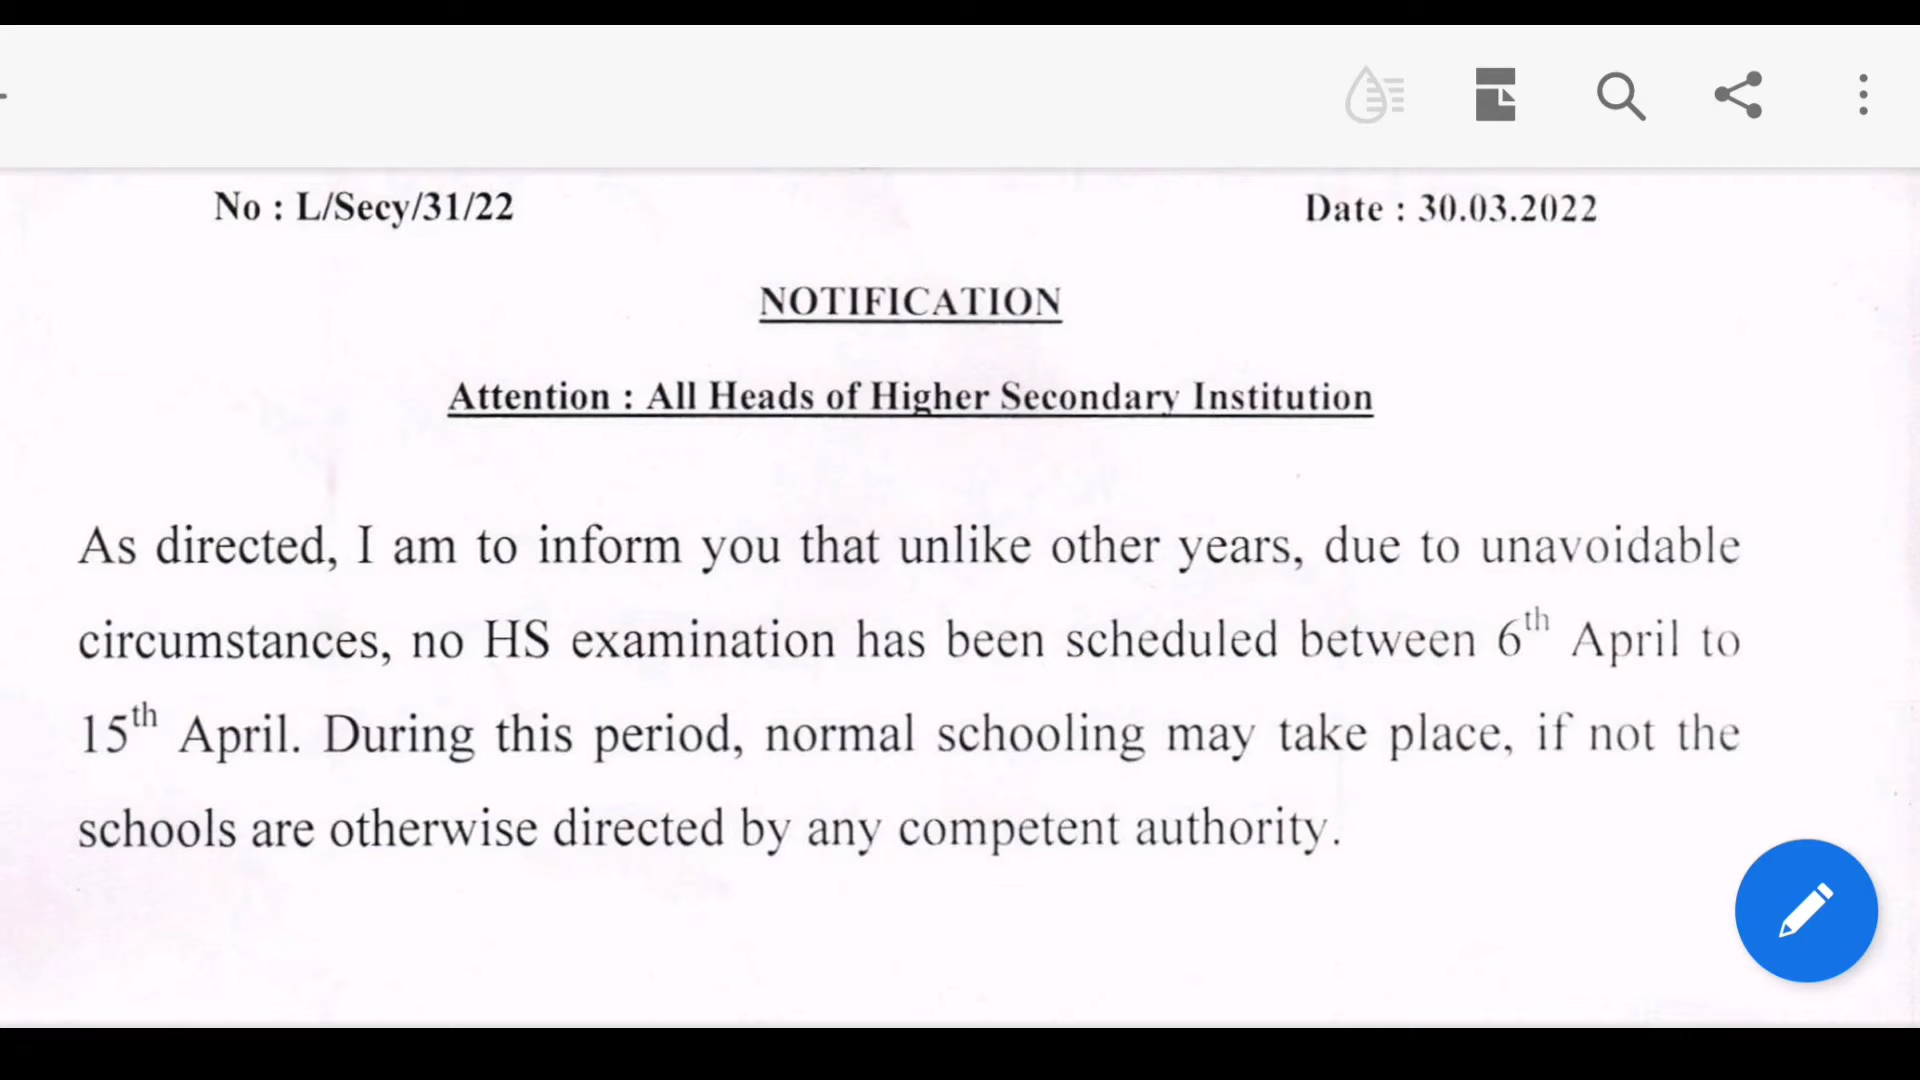 No : L/Secy/31/22 Date : 30.03.2022
NOTIFICATION
Attention : All Heads of Higher Secondary Institution
As directed, I am to inform you that unlike other years, due to unavoidable
circumstances, no HS examination has been scheduled between 6th April to
15th April. During this period, normal schooling may take place, if not the
schools are otherwise directed by any competent authority.